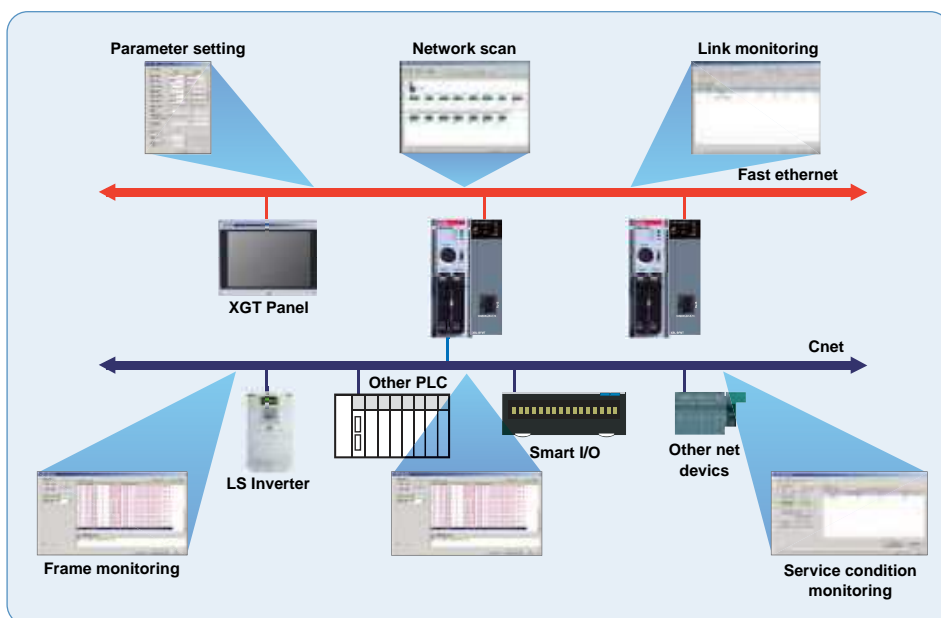 Parameter setting
Network scan
Link monitoring
Fast ethernet
XGT Panel
Cnet
Other PLC
LS Inverter
Smart I/O
Other net
devics
Frame monitoring
Service condition
monitoring